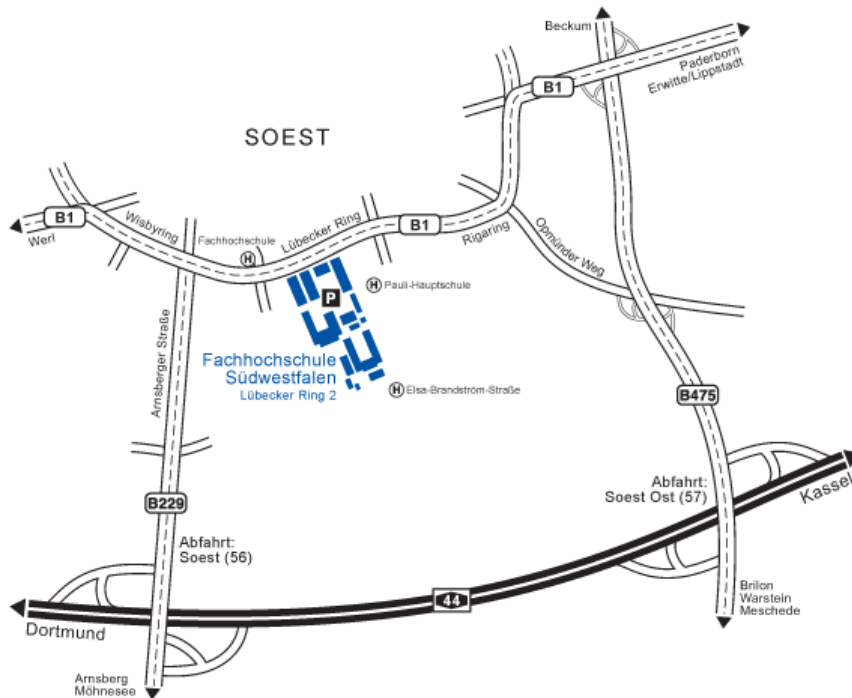 Beckum
Paderborn
Erwitte/Lippstadt
B1
SOEST
B1
Werl
Wisbyring
Fachhochschule
H
Lübecker Ring
B1
Rigaring
Opmünder Weg
H Pauli-Hauptschule
P
Arnsberger Straße
Fachhochschule
Südwestfalen
Lübecker Ring 2
H Elsa-Brandström-Straße
B475
B229
Abfahrt:
Soest Ost (57)
Kassel
Abfahrt:
Soest (56)
44
Dortmund
Brilon
Warstein
Meschede
Arnsberg
Möhnesee